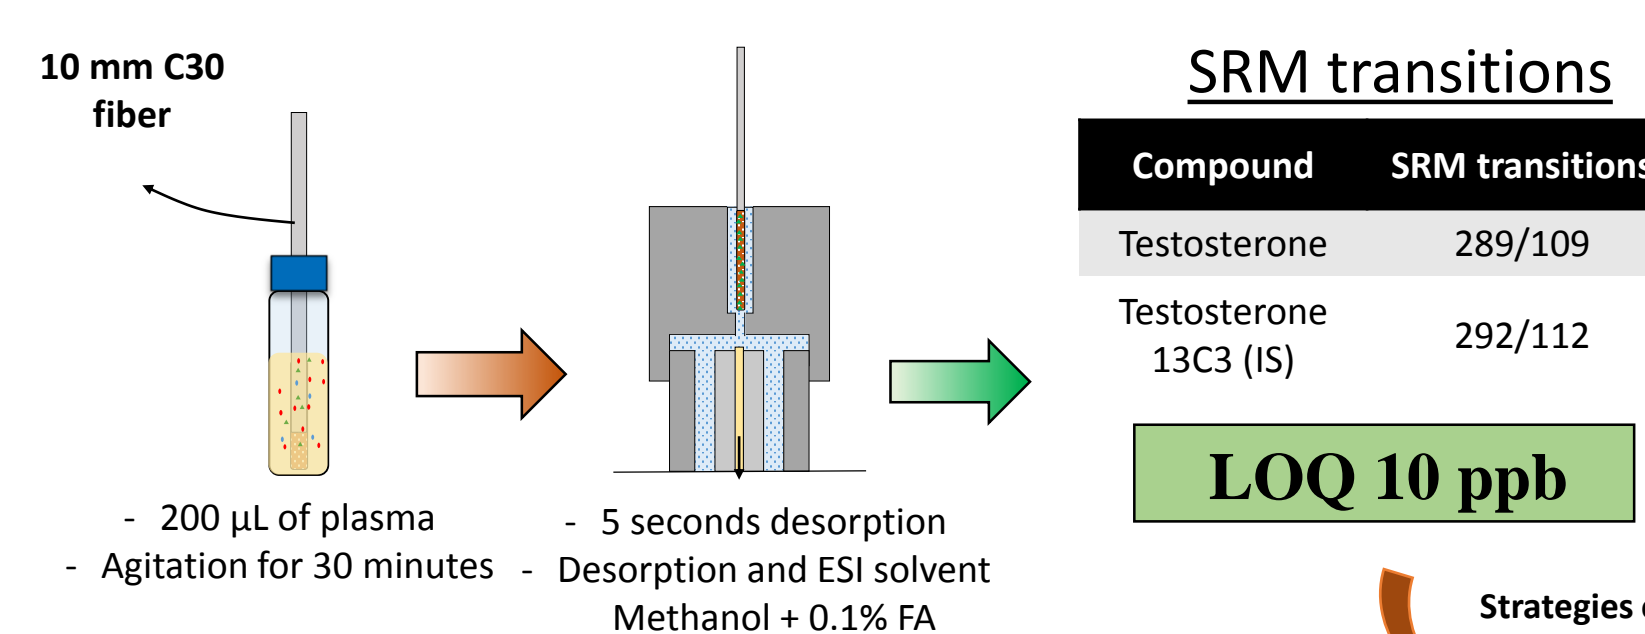 10 mm C30
fiber
- 200 µL of plasma
- Agitation for 30 minutes
- 5 seconds desorption
- Desorption and ESI solvent
Methanol + 0.1% FA
SRM transitions
Compound SRM transitions
Testosterone 289/109
Testosterone
13C3 (IS) 292/112
LOQ 10 ppb
Strategies